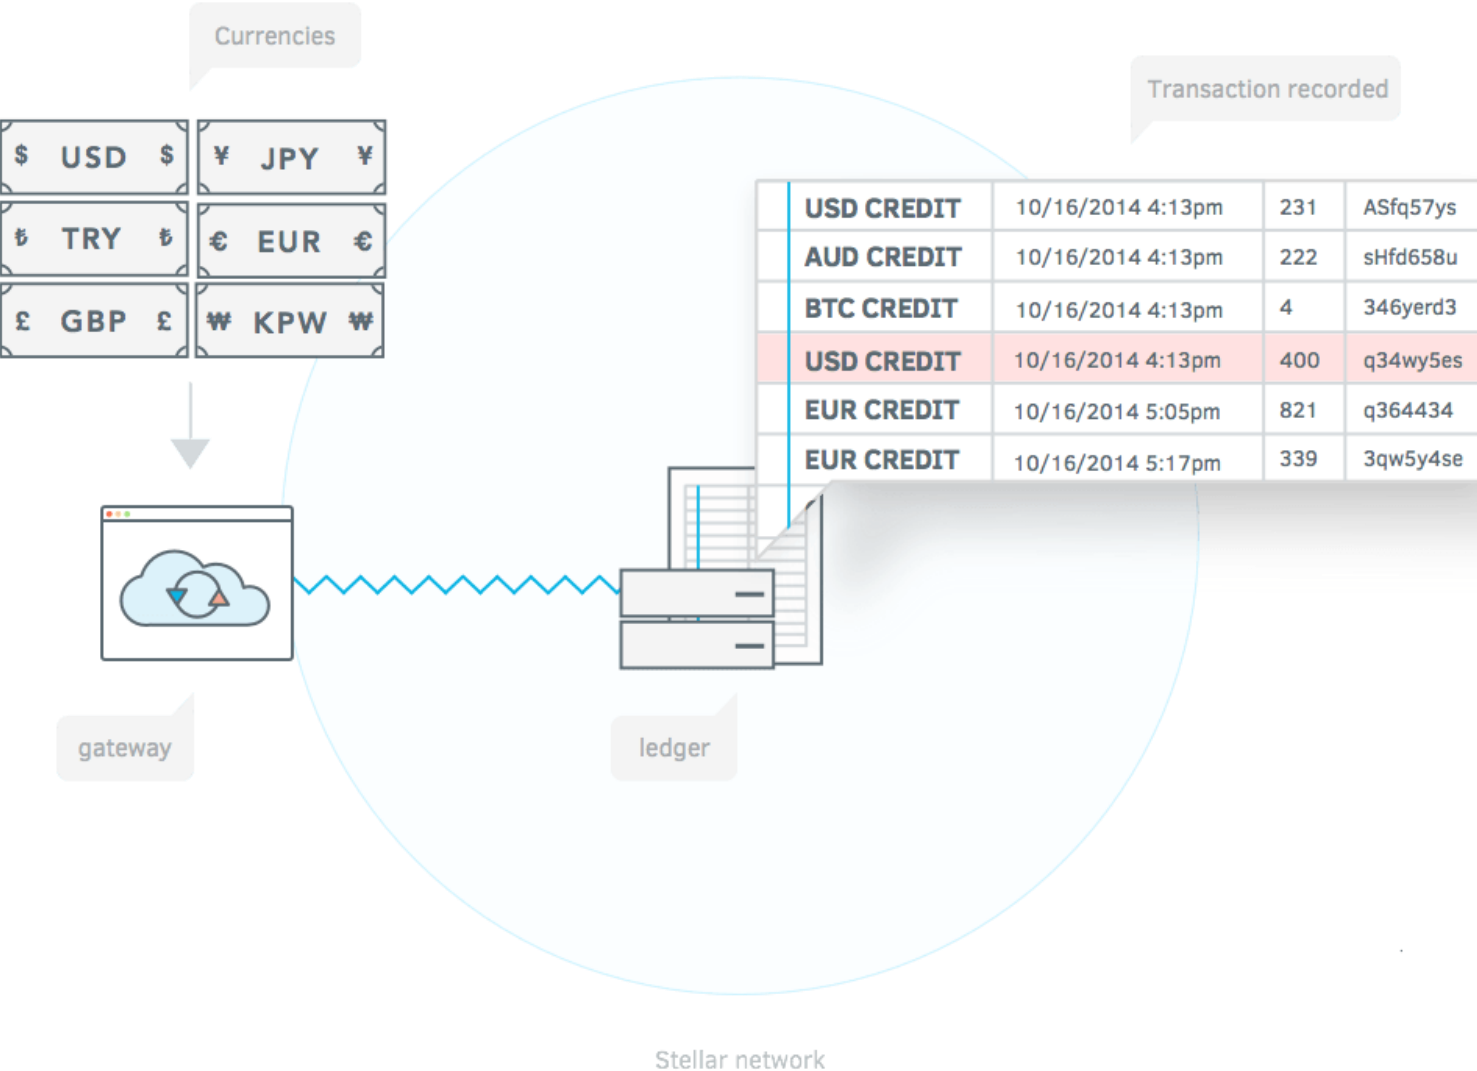 Currencies
Transaction recorded
$ USD $
¥ JPY ¥
₺ TRY ₺
€ EUR €
£ GBP £
₩ KPW ₩
USD CREDIT 10/16/2014 4:13pm 231 ASfq57ys
AUD CREDIT 10/16/2014 4:13pm 222 sHfd658u
BTC CREDIT 10/16/2014 4:13pm 4 346yerd3
USD CREDIT 10/16/2014 4:13pm 400 q34wy5es
EUR CREDIT 10/16/2014 5:05pm 821 q364434
EUR CREDIT 10/16/2014 5:17pm 339 3qw5y4se
gateway
ledger
Stellar network